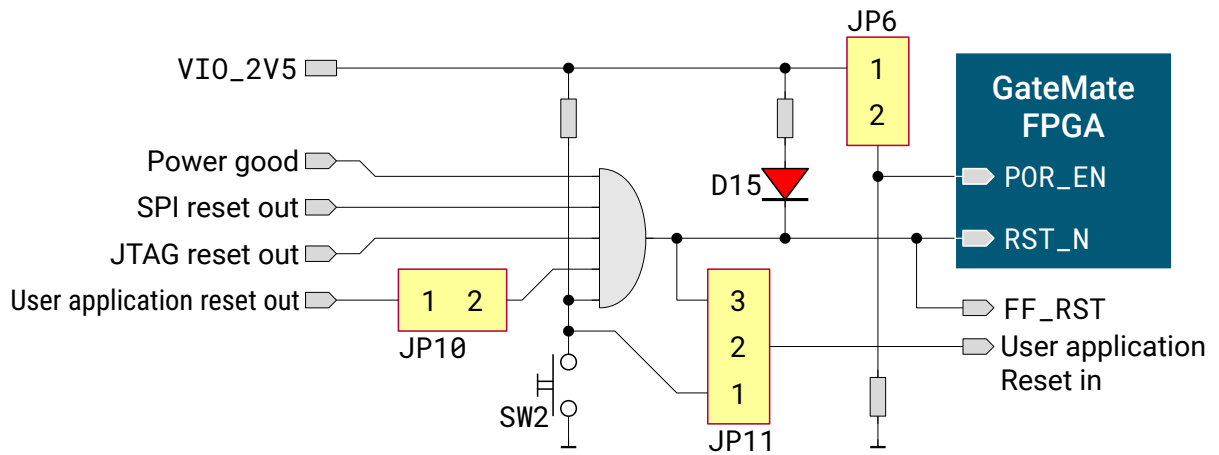 JP6
VIO_2V5
1
2
GateMate
FPGA
Power good
D15
POR_EN
SPI reset out
JTAG reset out
RST_N
User application reset out
1 2
JP10
3
2
1
JP11
FF_RST
User application
Reset in
SW2